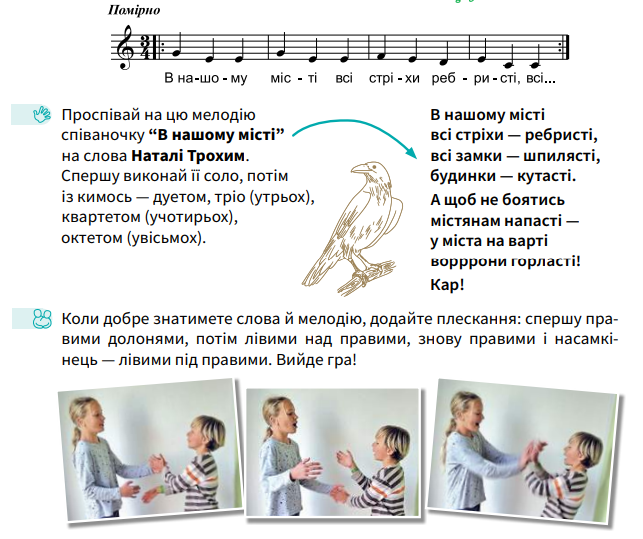 Помірно
В на-шо-му міс - ті всі стрі - хи реб - ри-сті, всі...
Проспівай на цю мелодію
співаночку “В нашому місті”
на слова Наталі Трохим.
Спершу виконай її соло, потім
із кимось — дуетом, тріо (утрьох),
квартетом (учотирьох),
октетом (увісьмох).
В нашому місті
всі стріхи — ребристі,
всі замки — шпилясті,
будинки — кутасті.
А щоб не боятись
містянам напасті —
у міста на варті
ворррони горласті!
Кар!
Коли добре знатимете слова й мелодію, додайте плескання: спершу пра-
вими долонями, потім лівими над правими, знову правими і насамкі-
нець — лівими під правими. Вийде гра!